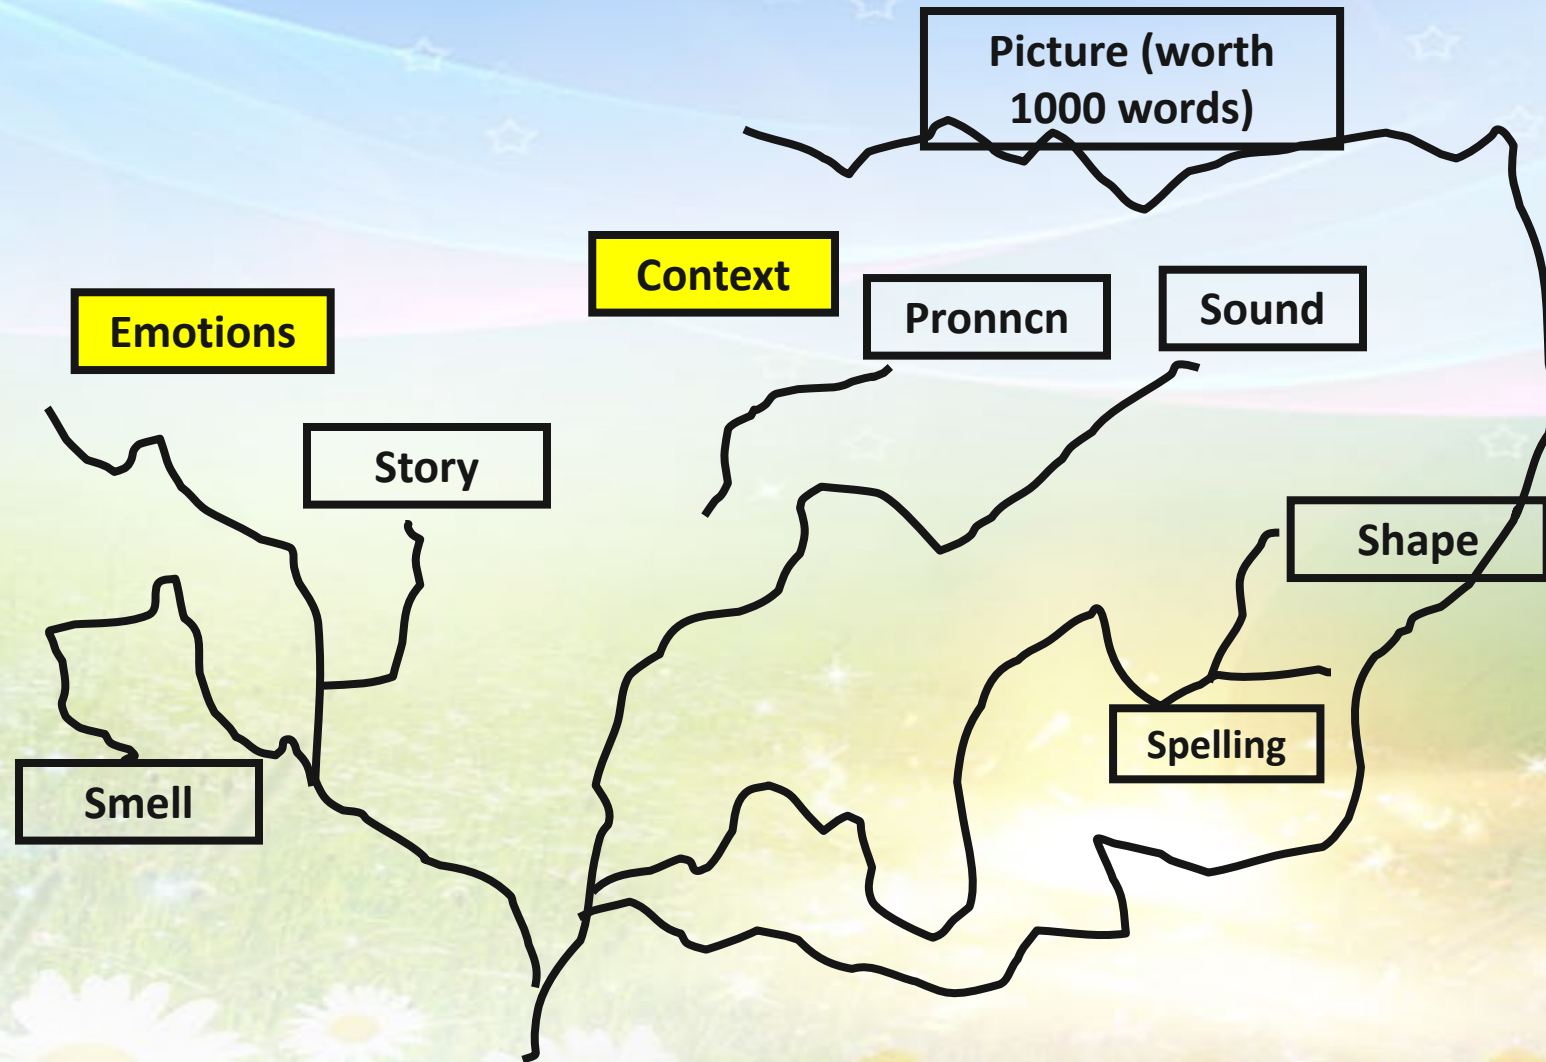 Picture (worth
1000 words)
Context
Pronncn
Sound
Emotions
Story
Shape
Spelling
Smell